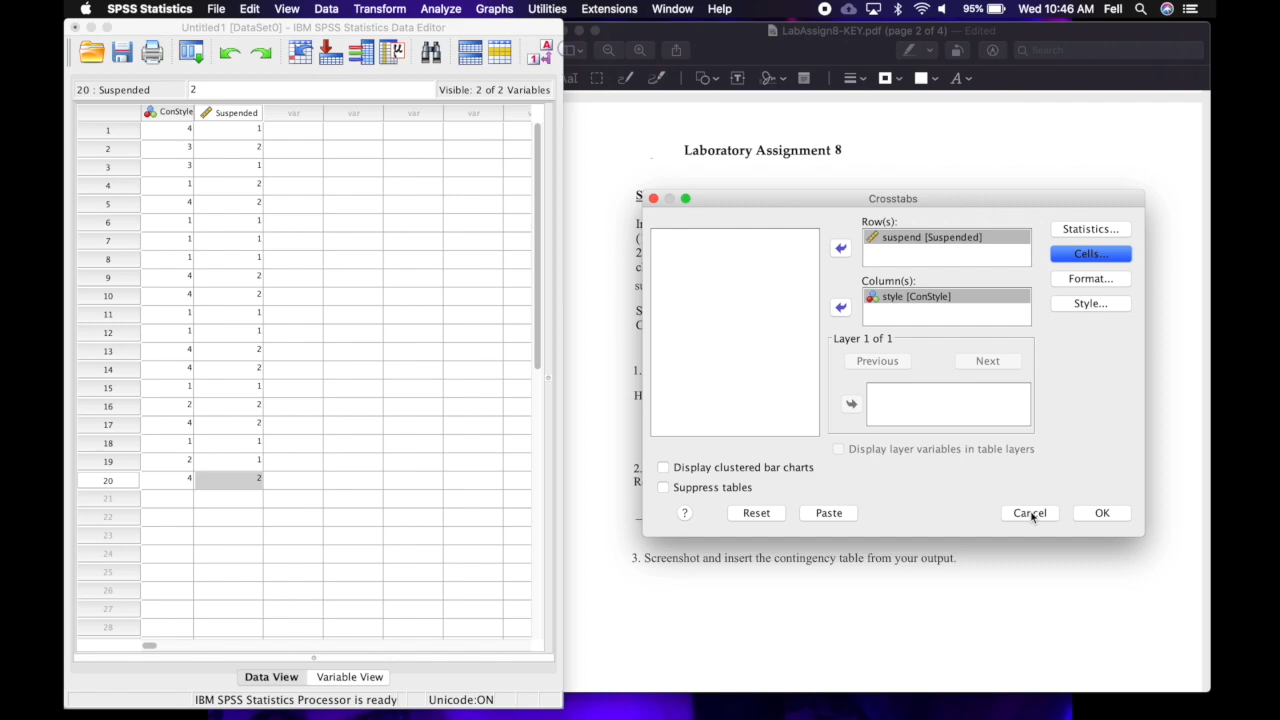 SPSS Statistics File Edit View Data Transform Analyze Graphs Utilities Extensions Window Help 95% Wed 10:46 AM Fell
Untitled1 [DataSet0] - IBM SPSS Statistics Data Editor
LabAssign8-KEY.pdf (page 2 of 4) — Edited
Search
20 : Suspended 2 Visible: 2 of 2 Variables
ConStyle Suspended var var var var
1 4 1
2 3 2
3 3 1
4 1 2
5 4 2
6 1 1
7 1 1
8 1 1
9 4 2
10 4 2
11 1 1
12 1 1
13 4 2
14 4 2
15 1 1
16 2 2
17 4 2
18 1 1
19 2 1
20 4 2
21
22
23
24
25
26
27
28
Data View Variable View
IBM SPSS Statistics Processor is ready Unicode:ON
Laboratory Assignment 8
Crosstabs
Row(s):
suspend [Suspended]
Column(s):
style [ConStyle]
Statistics...
Cells...
Format...
Style...
Layer 1 of 1
Previous Next
Display layer variables in table layers
Display clustered bar charts
Suppress tables
? Reset Paste Cancel OK
1.
2.
3. Screenshot and insert the contingency table from your output.